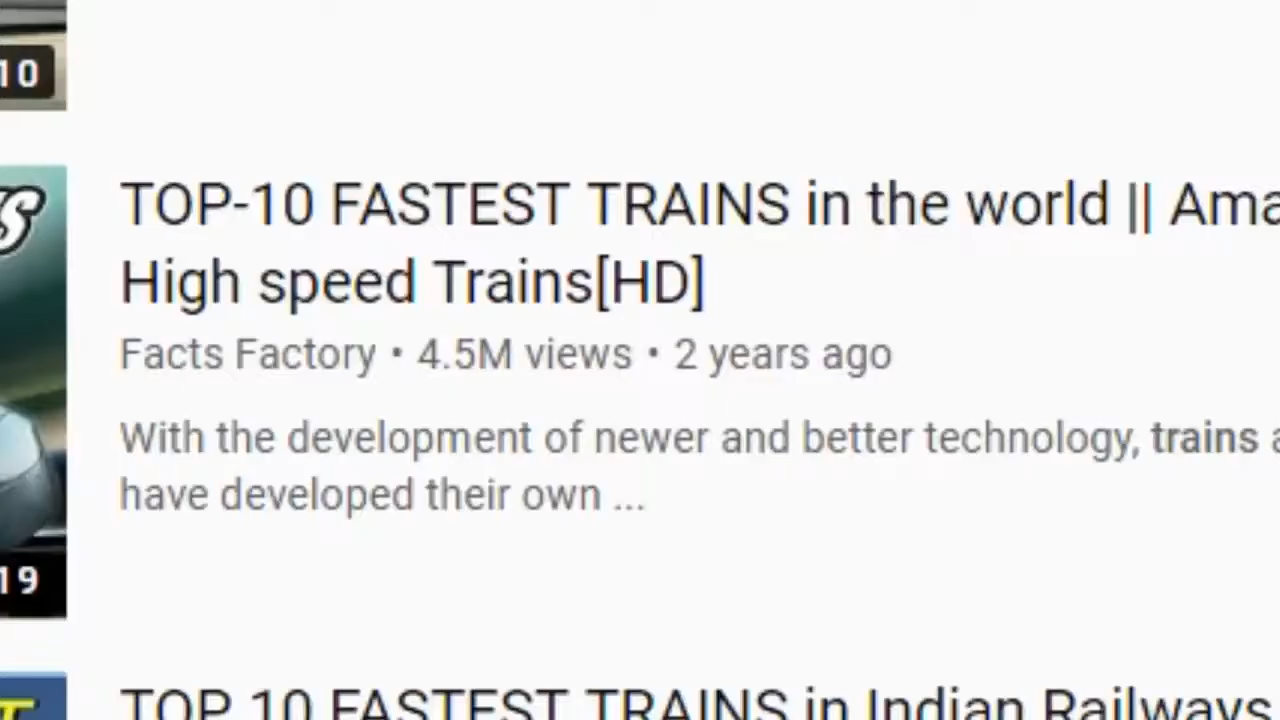 10
S
TOP-10 FASTEST TRAINS in the world || Ama
High speed Trains[HD]
Facts Factory • 4.5M views • 2 years ago
With the development of newer and better technology, trains a
have developed their own ...
19
T
TOP 10 FASTEST TRAINS in Indian Railways